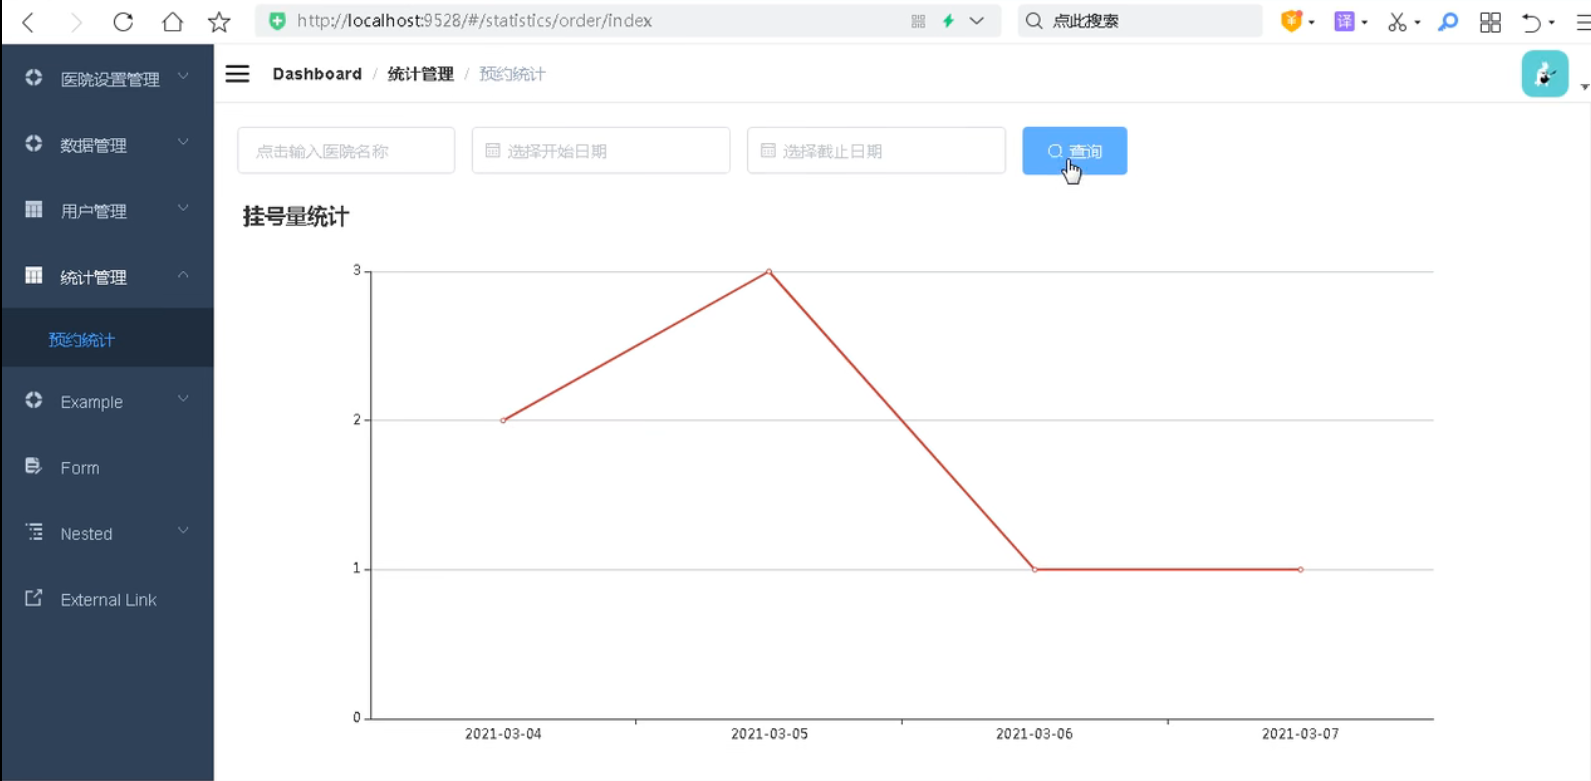 http://localhost:9528/#/statistics/order/index
点此搜索
译
医院设置管理
数据管理
用户管理
统计管理
预约统计
Example
Form
Nested
External Link
Dashboard / 统计管理 / 预约统计
点击输入医院名称 选择开始日期 选择截止日期 查询
挂号量统计
3
2
1
0
2021-03-04 2021-03-05 2021-03-06 2021-03-07